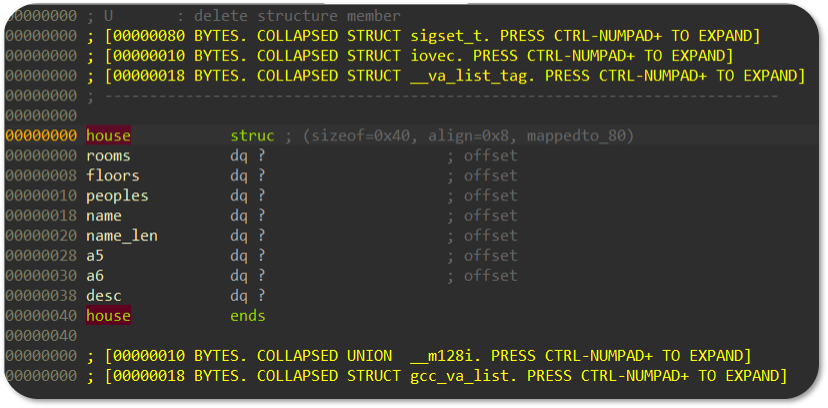 00000000 ; U       : delete structure member
00000000 ; [00000080 BYTES. COLLAPSED STRUCT sigset_t. PRESS CTRL-NUMPAD+ TO EXPAND]
00000000 ; [00000010 BYTES. COLLAPSED STRUCT iovec. PRESS CTRL-NUMPAD+ TO EXPAND]
00000000 ; [00000018 BYTES. COLLAPSED STRUCT __va_list_tag. PRESS CTRL-NUMPAD+ TO EXPAND]
00000000 ; ---------------------------------------------------------------------------
00000000
00000000 house           struc ; (sizeof=0x40, align=0x8, mappedto_80)
00000000 rooms           dq ?                    ; offset
00000008 floors          dq ?                    ; offset
00000010 peoples         dq ?                    ; offset
00000018 name            dq ?                    ; offset
00000020 name_len        dq ?                    ; offset
00000028 a5              dq ?                    ; offset
00000030 a6              dq ?                    ; offset
00000038 desc            dq ?
00000040 house           ends
00000040
00000000 ; [00000010 BYTES. COLLAPSED UNION  __m128i. PRESS CTRL-NUMPAD+ TO EXPAND]
00000000 ; [00000018 BYTES. COLLAPSED STRUCT gcc_va_list. PRESS CTRL-NUMPAD+ TO EXPAND]